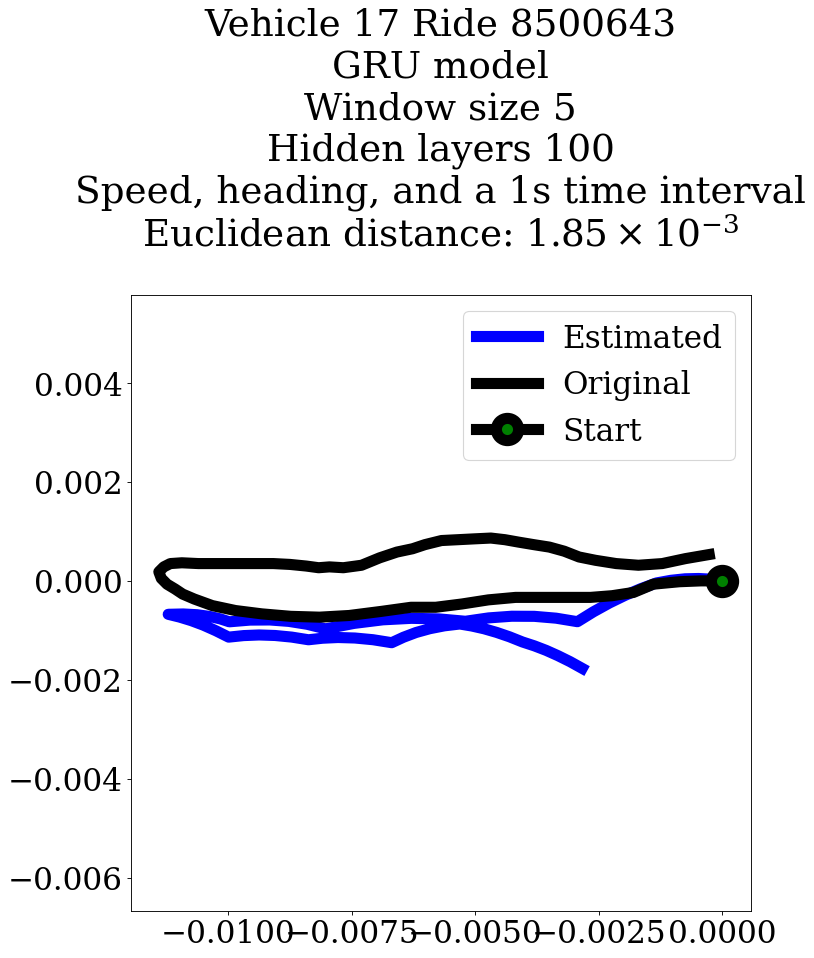 Vehicle 17 Ride 8500643
GRU model
Window size 5
Hidden layers 100
Speed, heading, and a 1s time interval
Euclidean distance: 1.85 × 10⁻³
Estimated
Original
Start
0.004
0.002
0.000
−0.002
−0.004
−0.006
−0.0100 −0.0075 −0.0050 −0.0025 0.0000